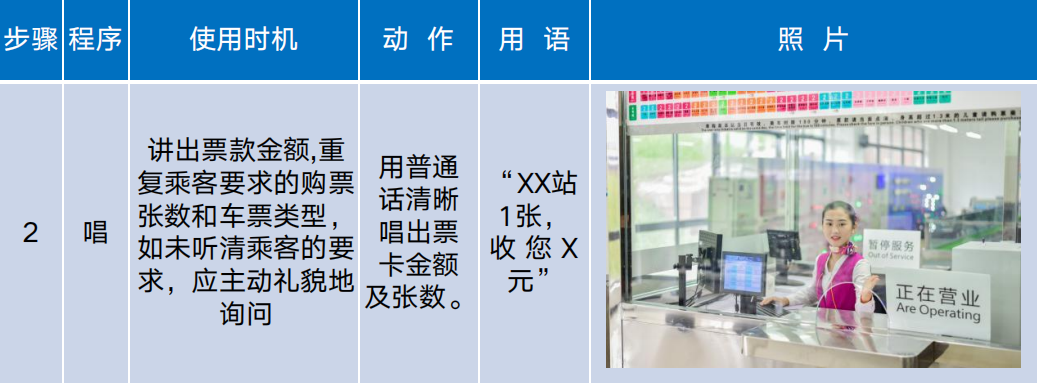 步骤 程序 使用时机 动 作 用 语 照 片
2
唱
讲出票款金额,重
复乘客要求的购票
张数和车票类型，
如未听清乘客的要
求，应主动礼貌地
询问
用普通
话清晰
唱出票
卡金额
及张数。
“XX站
1张，
收 您 X
元”
暂停服务
Out of Service
正在营业
Are Operating